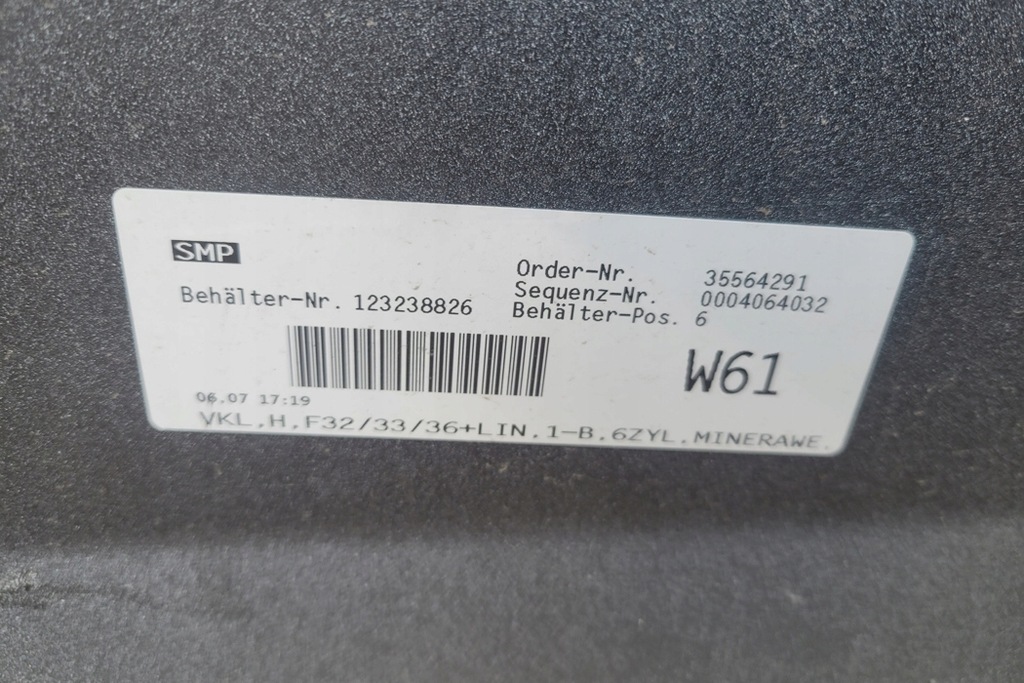 SMP
Order-Nr. 35564291
Sequenz-Nr. 0004064032
Behälter-Nr. 123238826
Behälter-Pos. 6
W61
06.07 17:19
VKL,H,F32/33/36+LIN,1-B,6ZYL,MINERAWE.